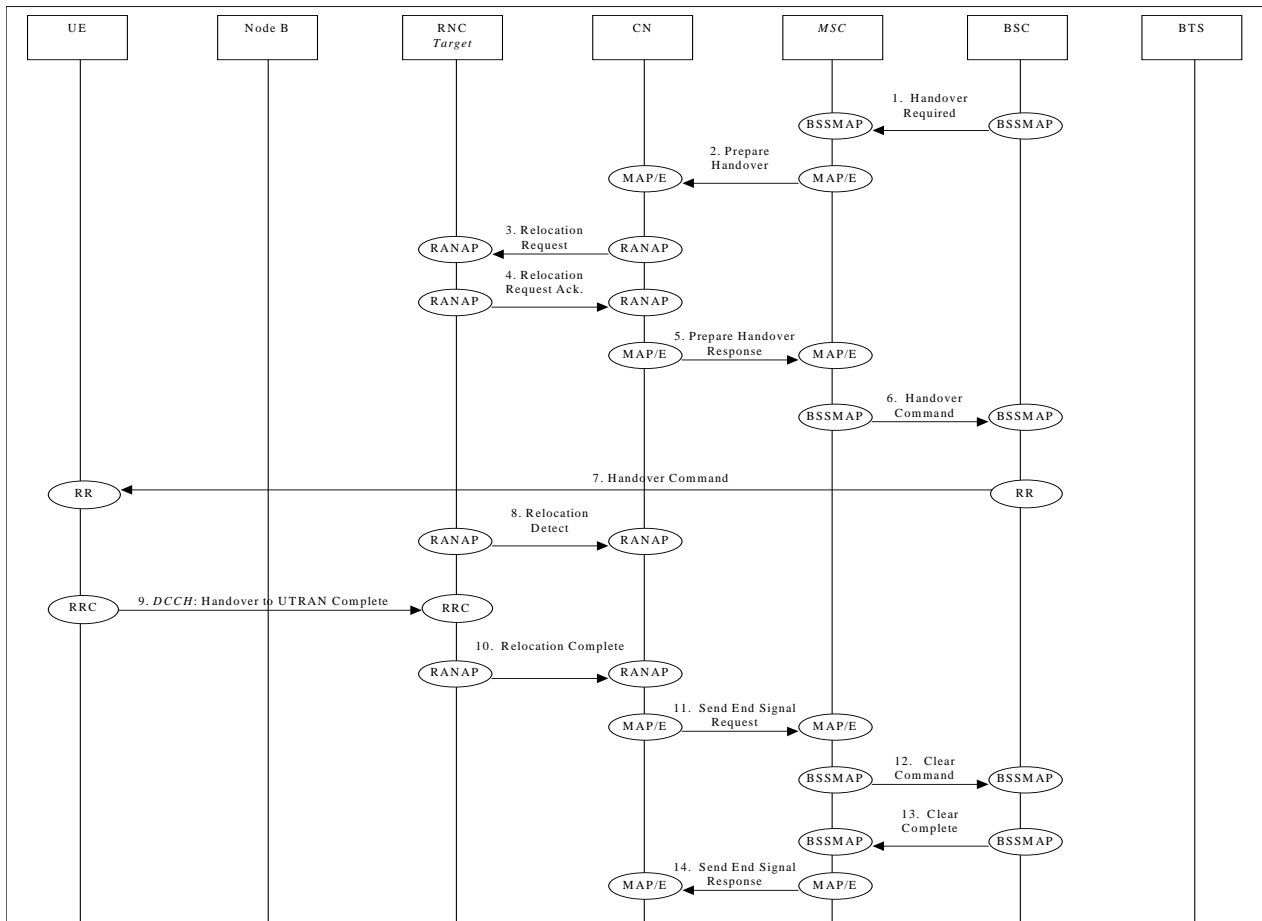 UE
Node B
RNC
Target
CN
MSC
BSC
BTS
1. Handover
Required
BSSMAP
BSSMAP
2. Prepare
Handover
MAP/E
MAP/E
3. Relocation
Request
RANAP
RANAP
4. Relocation
Request Ack.
RANAP
RANAP
5. Prepare Handover
Response
MAP/E
MAP/E
6. Handover
Command
BSSMAP
BSSMAP
7. Handover Command
RR
RR
8. Relocation
Detect
RANAP
RANAP
9. DCCH: Handover to UTRAN Complete
RRC
RRC
10. Relocation Complete
RANAP
RANAP
11. Send End Signal
Request
MAP/E
MAP/E
12. Clear
Command
BSSMAP
BSSMAP
13. Clear
Complete
BSSMAP
BSSMAP
14. Send End Signal
Response
MAP/E
MAP/E